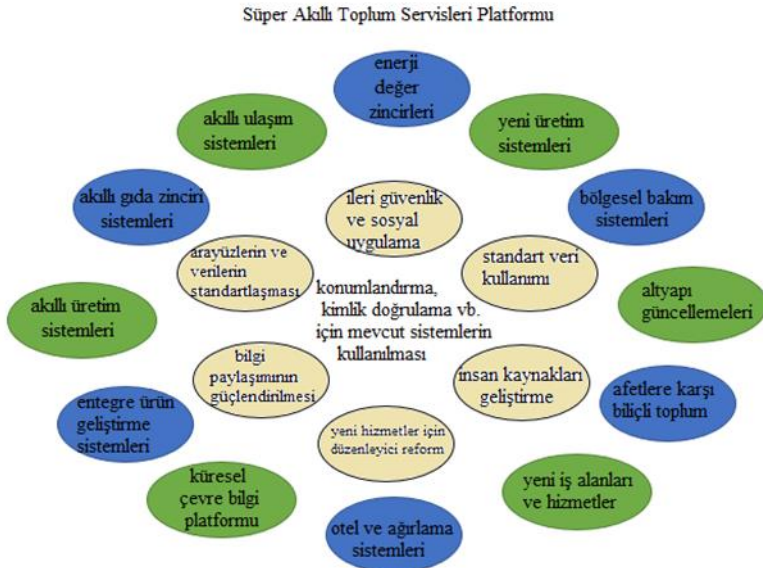 Süper Akıllı Toplum Servisleri Platformu
enerji
değer
zincirleri
akıllı ulaşım
sistemleri
yeni üretim
sistemleri
akıllı gıda zinciri
sistemleri
bölgesel bakım
sistemleri
ileri güvenlik
ve sosyal
uygulama
arayüzlerin ve
verilerin
standartlaşması
standart veri
kullanımı
akıllı üretim
sistemleri
konumlandırma,
kimlik doğrulama vb.
için mevcut sistemlerin
kullanılması
altyapı
güncellemeleri
bilgi
paylaşımının
güçlendirilmesi
insan kaynakları
geliştirme
entegre ürün
geliştirme
sistemleri
afetlere karşı
biliçli toplum
yeni hizmetler için
düzenleyici reform
küresel
çevre bilgi
platformu
yeni iş alanları
ve hizmetler
otel ve ağırlama
sistemleri